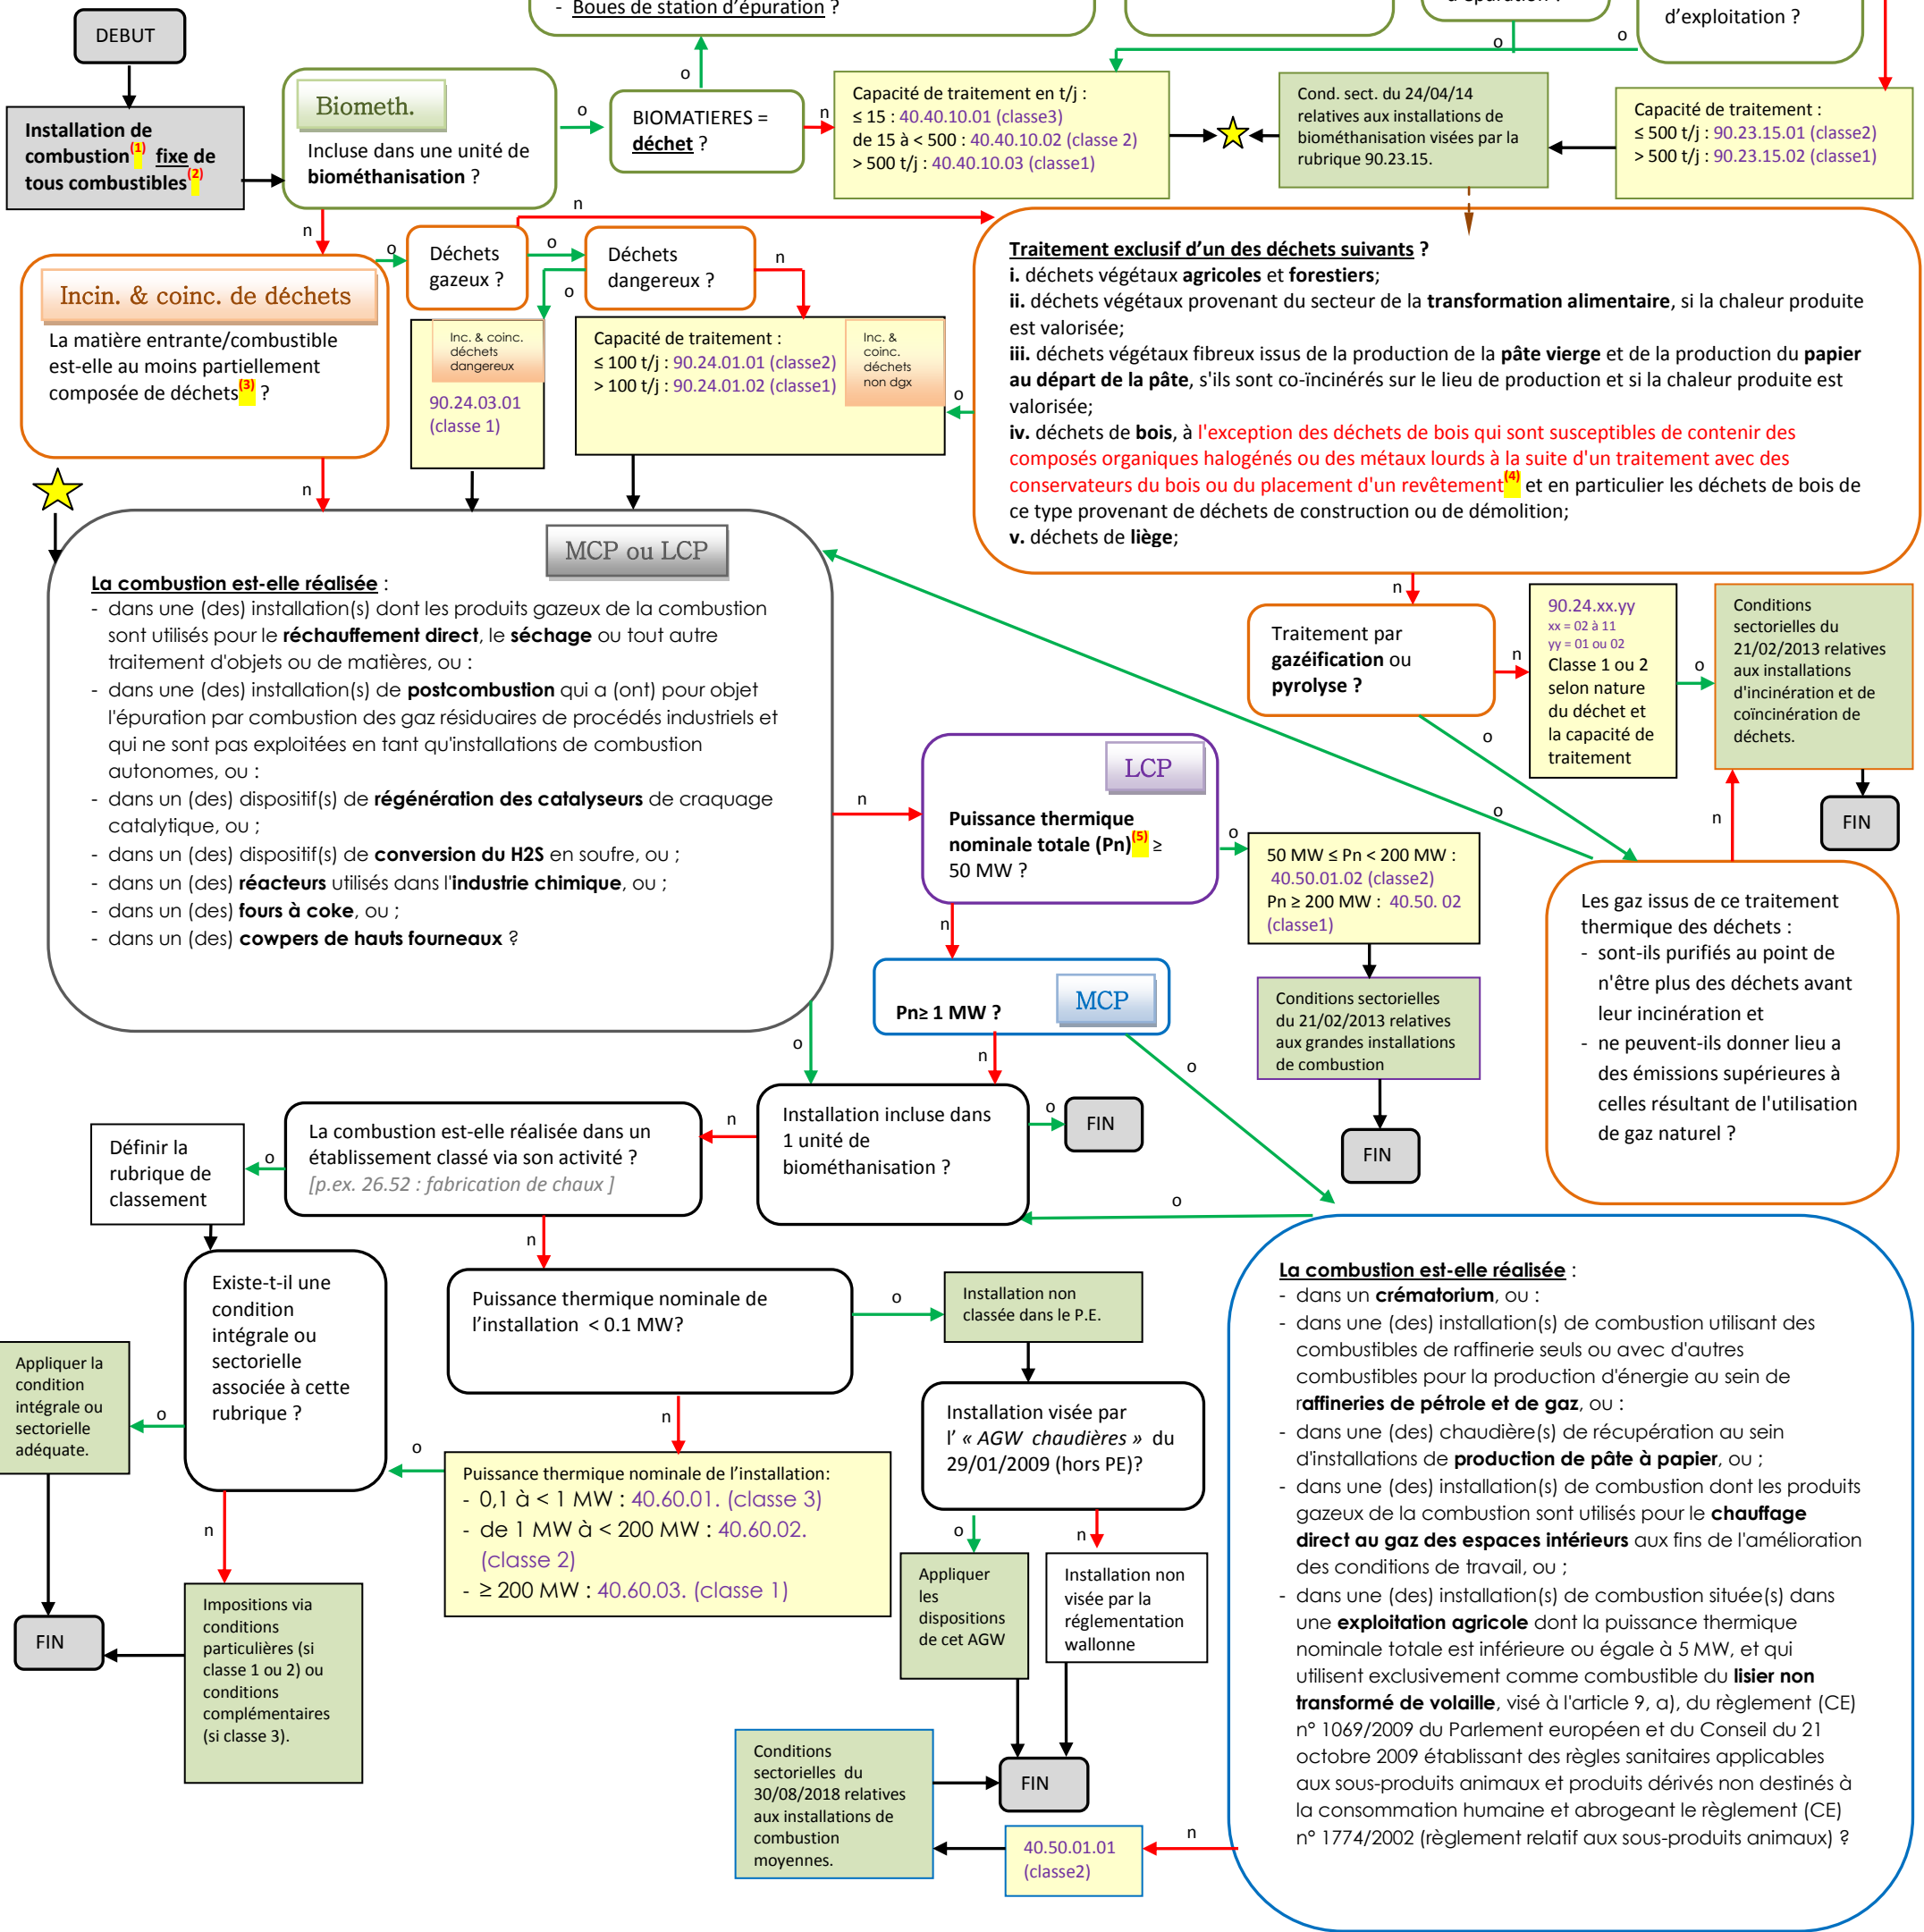 - Boues de station d'épuration ?
d'exploitation ?
DEBUT
o
o
o
Biometh.
Incluse dans une unité de
biométhanisation ?
o
BIOMATIERES =
déchet ?
n
Capacité de traitement en t/j :
≤ 15 : 40.40.10.01 (classe3)
de 15 à < 500 : 40.40.10.02 (classe 2)
> 500 t/j : 40.40.10.03 (classe1)
Cond. sect. du 24/04/14
relatives aux installations de
biométhanisation visées par la
rubrique 90.23.15.
Capacité de traitement :
≤ 500 t/j : 90.23.15.01 (classe2)
> 500 t/j : 90.23.15.02 (classe1)
Installation de
combustion(1) fixe de
tous combustibles(2)
n
n
Incin. & coinc. de déchets
La matière entrante/combustible
est-elle au moins partiellement
composée de déchets(3) ?
o
Déchets
gazeux ?
o
o
Déchets
dangereux ?
n
Inc. & coinc.
déchets
dangereux
90.24.03.01
(classe 1)
Capacité de traitement :
≤ 100 t/j : 90.24.01.01 (classe2)
> 100 t/j : 90.24.01.02 (classe1)
Inc. &
coinc.
déchets
non dgx
o
Traitement exclusif d'un des déchets suivants ?
i. déchets végétaux agricoles et forestiers;
ii. déchets végétaux provenant du secteur de la transformation alimentaire, si la chaleur produite
est valorisée;
iii. déchets végétaux fibreux issus de la production de la pâte vierge et de la production du papier
au départ de la pâte, s'ils sont co-ïncinérés sur le lieu de production et si la chaleur produite est
valorisée;
iv. déchets de bois, à l'exception des déchets de bois qui sont susceptibles de contenir des
composés organiques halogénés ou des métaux lourds à la suite d'un traitement avec des
conservateurs du bois ou du placement d'un revêtement(4) et en particulier les déchets de bois de
ce type provenant de déchets de construction ou de démolition;
v. déchets de liège;
n
n
MCP ou LCP
La combustion est-elle réalisée :
- dans une (des) installation(s) dont les produits gazeux de la combustion
sont utilisés pour le réchauffement direct, le séchage ou tout autre
traitement d'objets ou de matières, ou :
- dans une (des) installation(s) de postcombustion qui a (ont) pour objet
l'épuration par combustion des gaz résiduaires de procédés industriels et
qui ne sont pas exploitées en tant qu'installations de combustion
autonomes, ou :
- dans un (des) dispositif(s) de régénération des catalyseurs de craquage
catalytique, ou ;
- dans un (des) dispositif(s) de conversion du H2S en soufre, ou ;
- dans un (des) réacteurs utilisés dans l'industrie chimique, ou ;
- dans un (des) fours à coke, ou ;
- dans un (des) cowpers de hauts fourneaux ?
Traitement par
gazéification ou
pyrolyse ?
n
90.24.xx.yy
xx = 02 à 11
yy = 01 ou 02
Classe 1 ou 2
selon nature
du déchet et
la capacité de
traitement
o
Conditions
sectorielles du
21/02/2013 relatives
aux installations
d'incinération et de
coïncinération de
déchets.
FIN
o
o
n
n
LCP
Puissance thermique
nominale totale (Pn)(5) ≥
50 MW ?
o
50 MW ≤ Pn < 200 MW :
40.50.01.02 (classe2)
Pn ≥ 200 MW : 40.50. 02
(classe1)
Les gaz issus de ce traitement
thermique des déchets :
- sont-ils purifiés au point de
n'être plus des déchets avant
leur incinération et
- ne peuvent-ils donner lieu a
des émissions supérieures à
celles résultant de l'utilisation
de gaz naturel ?
n
MCP
Pn≥ 1 MW ?
Conditions sectorielles
du 21/02/2013 relatives
aux grandes installations
de combustion
FIN
o
n
o
Installation incluse dans
1 unité de
biométhanisation ?
o
FIN
n
La combustion est-elle réalisée dans un
établissement classé via son activité ?
[p.ex. 26.52 : fabrication de chaux ]
o
Définir la
rubrique de
classement
o
n
Existe-t-il une
condition
intégrale ou
sectorielle
associée à cette
rubrique ?
Puissance thermique nominale de
l'installation < 0.1 MW?
o
Installation non
classée dans le P.E.
Appliquer la
condition
intégrale ou
sectorielle
adéquate.
o
n
o
Puissance thermique nominale de l'installation:
- 0,1 à < 1 MW : 40.60.01. (classe 3)
- de 1 MW à < 200 MW : 40.60.02.
(classe 2)
- ≥ 200 MW : 40.60.03. (classe 1)
Installation visée par
l' « AGW chaudières » du
29/01/2009 (hors PE)?
n
o
n
Appliquer
les
dispositions
de cet AGW
Installation non
visée par la
réglementation
wallonne
FIN
Impositions via
conditions
particulières (si
classe 1 ou 2) ou
conditions
complémentaires
(si classe 3).
La combustion est-elle réalisée :
- dans un crématorium, ou :
- dans une (des) installation(s) de combustion utilisant des
combustibles de raffinerie seuls ou avec d'autres
combustibles pour la production d'énergie au sein de
raffineries de pétrole et de gaz, ou :
- dans une (des) chaudière(s) de récupération au sein
d'installations de production de pâte à papier, ou ;
- dans une (des) installation(s) de combustion dont les produits
gazeux de la combustion sont utilisés pour le chauffage
direct au gaz des espaces intérieurs aux fins de l'amélioration
des conditions de travail, ou ;
- dans une (des) installation(s) de combustion située(s) dans
une exploitation agricole dont la puissance thermique
nominale totale est inférieure ou égale à 5 MW, et qui
utilisent exclusivement comme combustible du lisier non
transformé de volaille, visé à l'article 9, a), du règlement (CE)
n° 1069/2009 du Parlement européen et du Conseil du 21
octobre 2009 établissant des règles sanitaires applicables
aux sous-produits animaux et produits dérivés non destinés à
la consommation humaine et abrogeant le règlement (CE)
n° 1774/2002 (règlement relatif aux sous-produits animaux) ?
Conditions
sectorielles du
30/08/2018 relatives
aux installations de
combustion
moyennes.
FIN
40.50.01.01
(classe2)
n